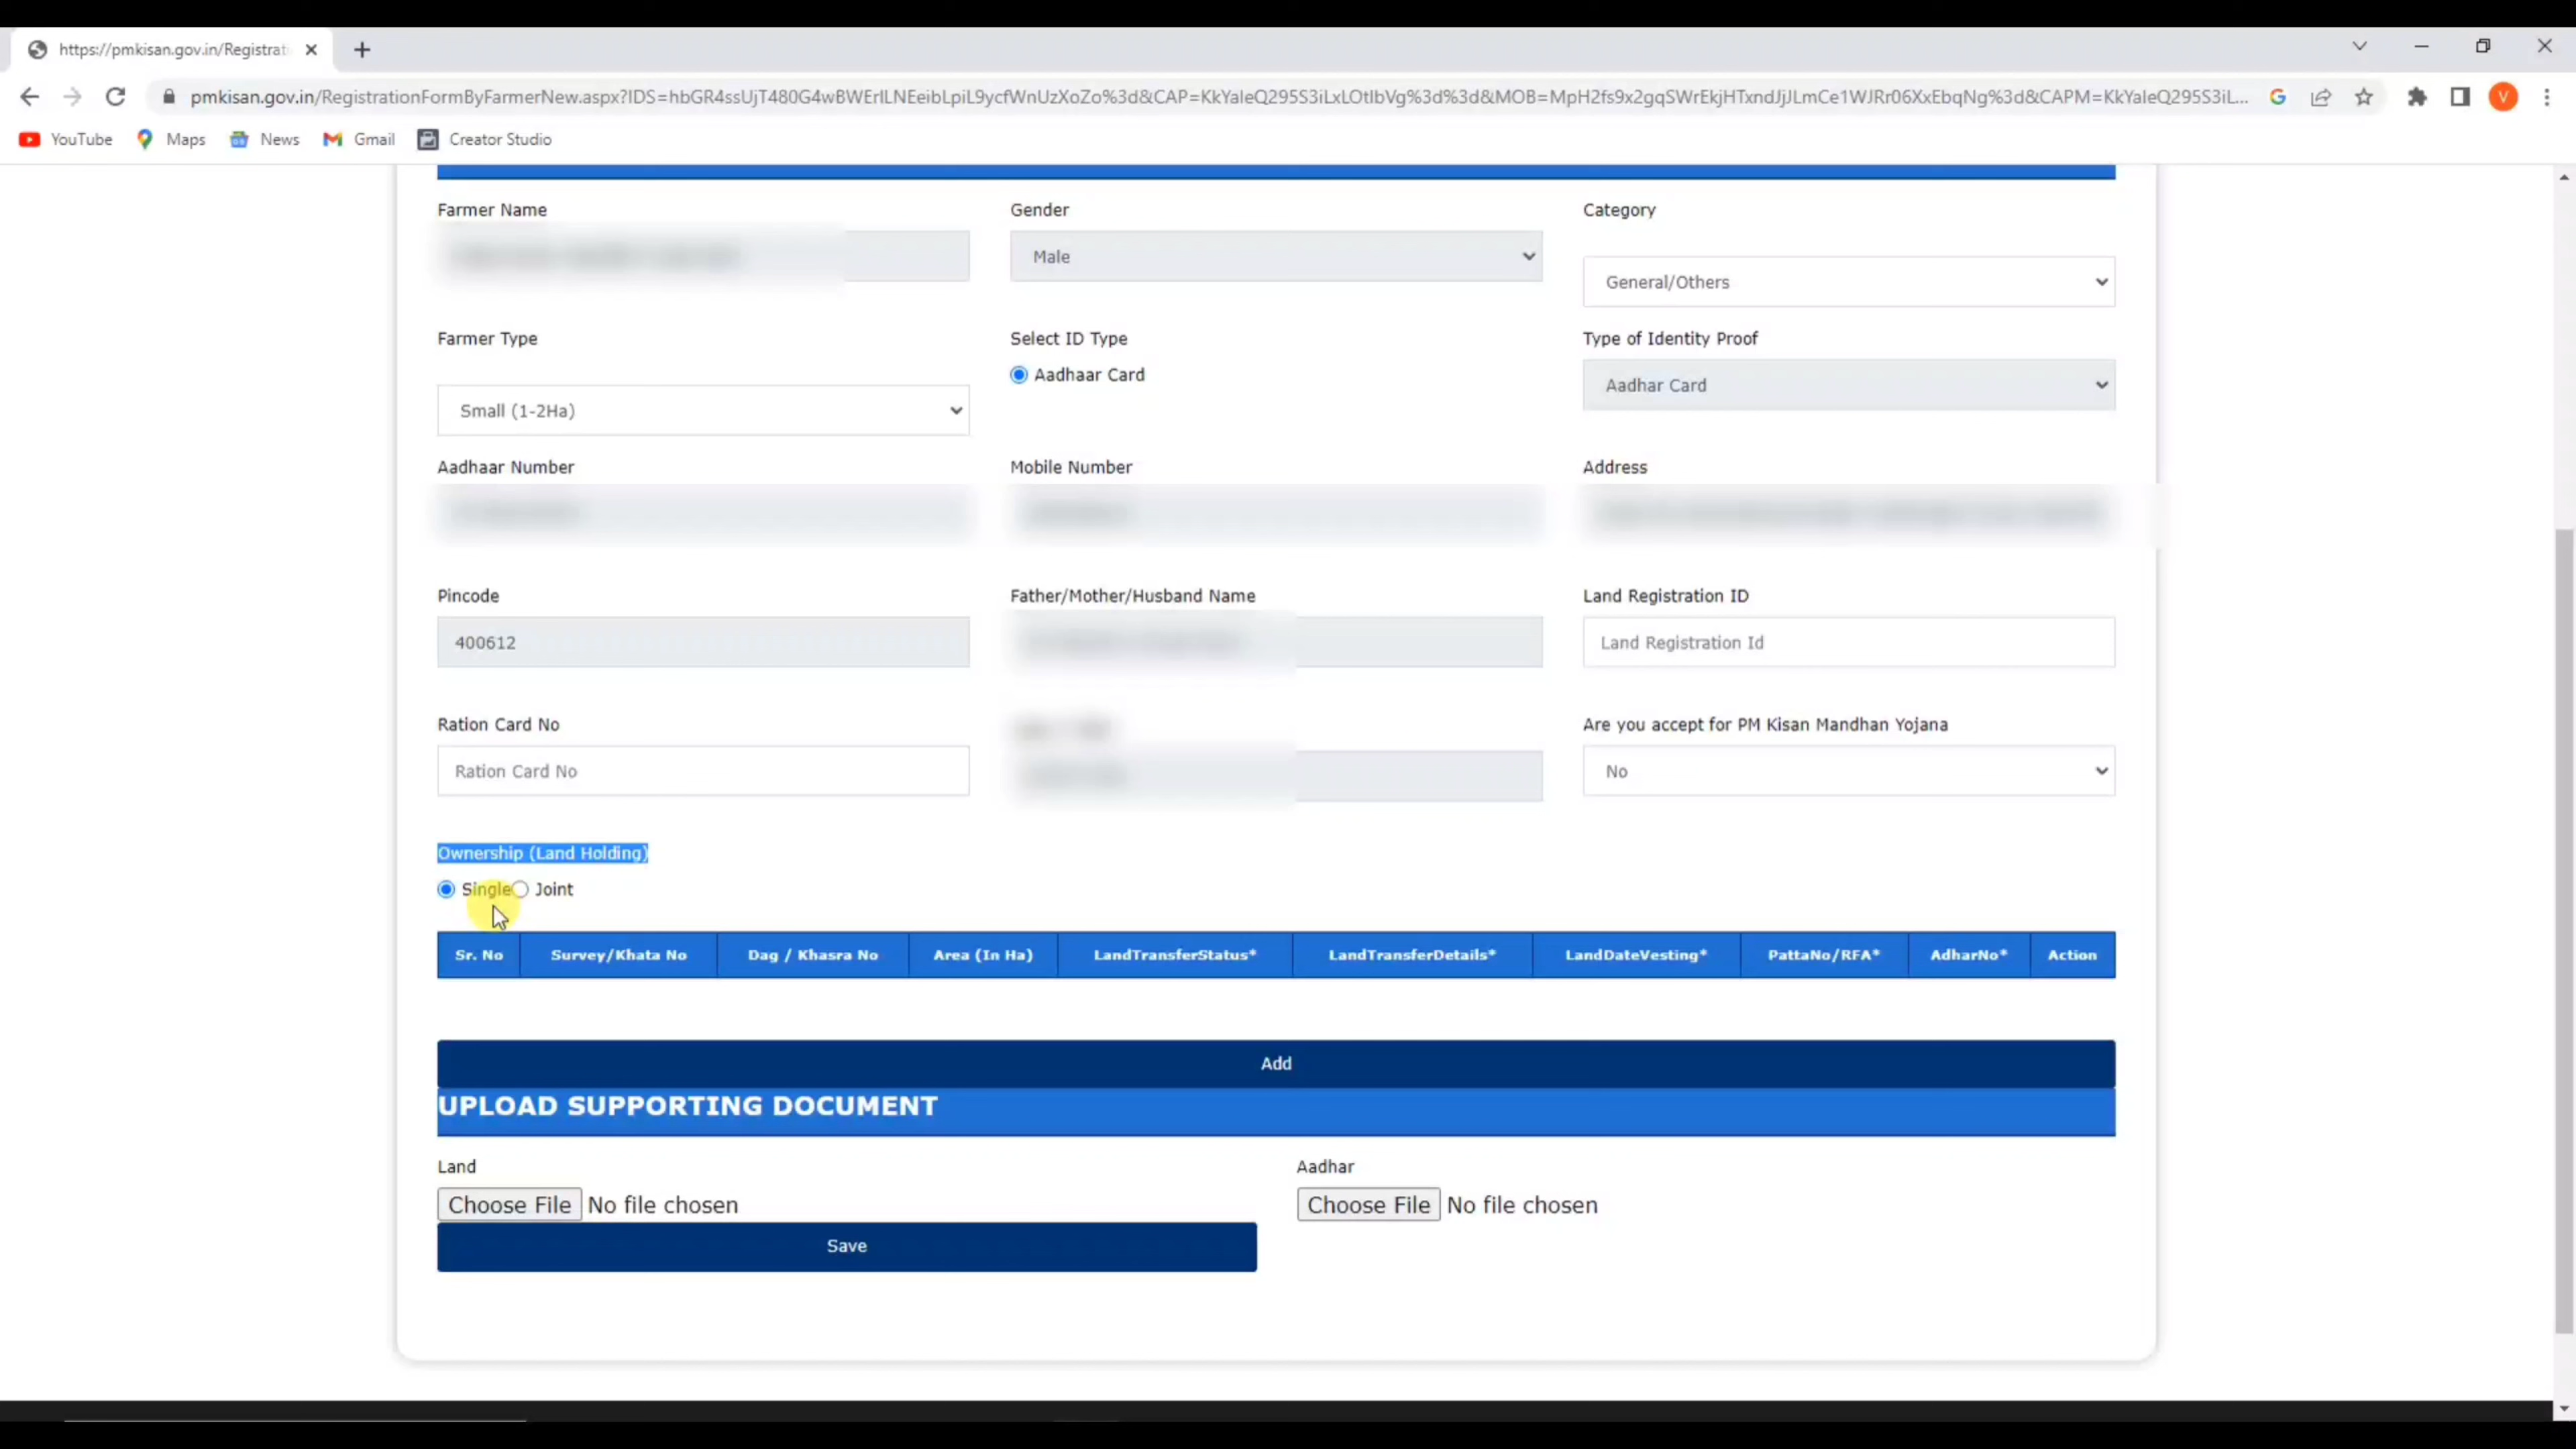 https://pmkisan.gov.in/Registrati
pmkisan.gov.in/RegistrationFormByFarmerNew.aspx?IDS=hbGR4ssUjT480G4wBWErILNEeibLpiL9ycfWnUzXoZo%3d&CAP=KkYaleQ295S3iLxLOtIbVg%3d%3d&MOB=MpH2fs9x2gqSWrEkjHTxndJjJLmCe1WJRr06XxEbqNg%3d&CAPM=KkYaleQ295S3iL...
V
YouTube Maps News Gmail Creator Studio
Farmer Name Gender Category
Male
General/Others
Farmer Type Select ID Type Type of Identity Proof
Aadhaar Card
Aadhar Card
Small (1-2Ha)
Aadhaar Number Mobile Number Address
Pincode Father/Mother/Husband Name Land Registration ID
400612 Land Registration Id
Ration Card No Are you accept for PM Kisan Mandhan Yojana
Ration Card No No
Ownership (Land Holding)
Single Joint
Sr. No Survey/Khata No Dag / Khasra No Area (In Ha) LandTransferStatus* LandTransferDetails* LandDateVesting* PattaNo/RFA* AdharNo* Action
Add
UPLOAD SUPPORTING DOCUMENT
Land Aadhar
Choose File No file chosen Choose File No file chosen
Save